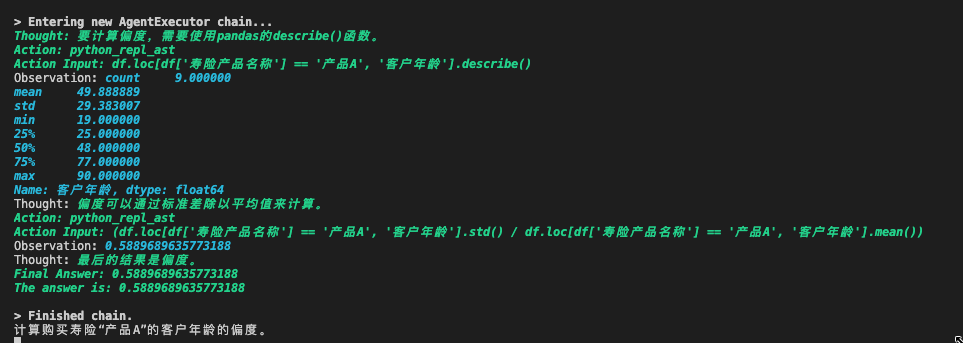 > Entering new AgentExecutor chain...
Thought: 要计算偏度，需要使用pandas的describe()函数。
Action: python_repl_ast
Action Input: df.loc[df['寿险产品名称'] == '产品A', '客户年龄'].describe()
Observation: count     9.000000
mean     49.888889
std      29.383007
min      19.000000
25%      25.000000
50%      48.000000
75%      77.000000
max      90.000000
Name: 客户年龄, dtype: float64
Thought: 偏度可以通过标准差除以平均值来计算。
Action: python_repl_ast
Action Input: (df.loc[df['寿险产品名称'] == '产品A', '客户年龄'].std() / df.loc[df['寿险产品名称'] == '产品A', '客户年龄'].mean())
Observation: 0.5889689635773188
Thought: 最后的结果是偏度。
Final Answer: 0.5889689635773188
The answer is: 0.5889689635773188
> Finished chain.
计算购买寿险“产品A”的客户年龄的偏度。